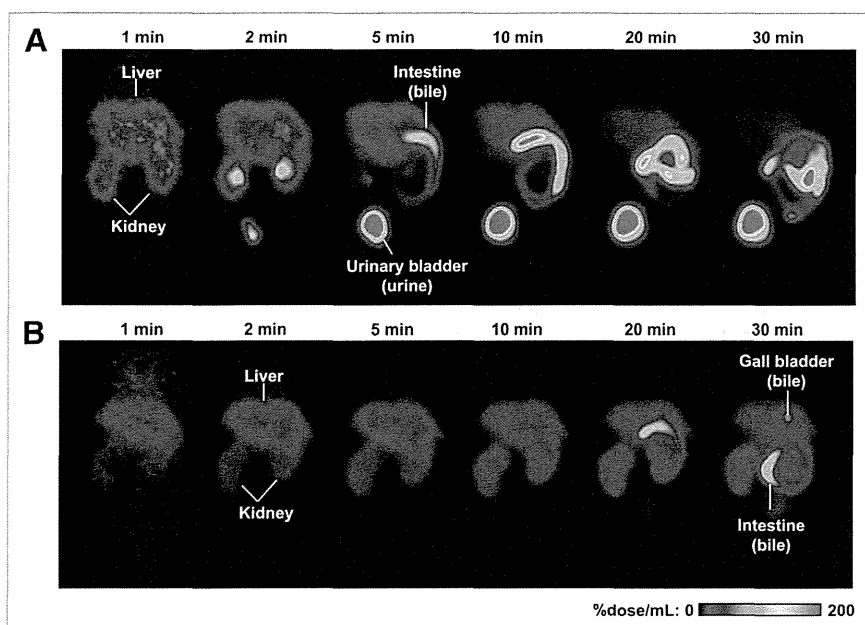 A
1 min 2 min 5 min 10 min 20 min 30 min
Liver
Intestine
(bile)
Kidney
Urinary bladder
(urine)
B
1 min 2 min 5 min 10 min 20 min 30 min
Liver
Gall bladder
(bile)
Kidney
Intestine
(bile)
%dose/mL: 0 200